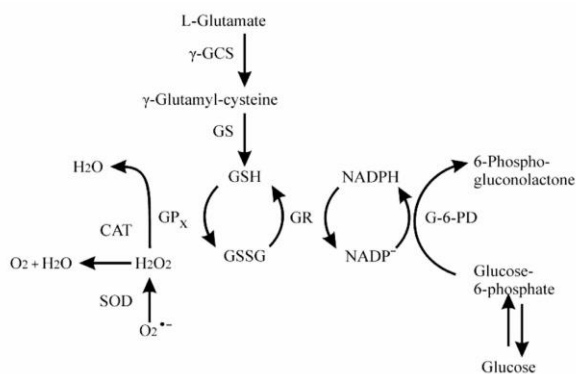 L-Glutamate
γ-GCS
γ-Glutamyl-cysteine
GS
H2O
GSH
NADPH
6-Phospho-
gluconolactone
CAT
GPX
GR
G-6-PD
O2 + H2O
H2O2
GSSG
NADP⁻
Glucose-
6-phosphate
SOD
O2•−
Glucose